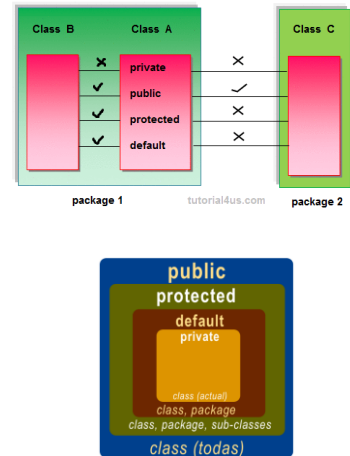 Class B
Class A
Class C
private
public
protected
default
package 1
tutorial4us.com
package 2
public
protected
default
private
class (actual)
class, package
class, package, sub-classes
class (todas)